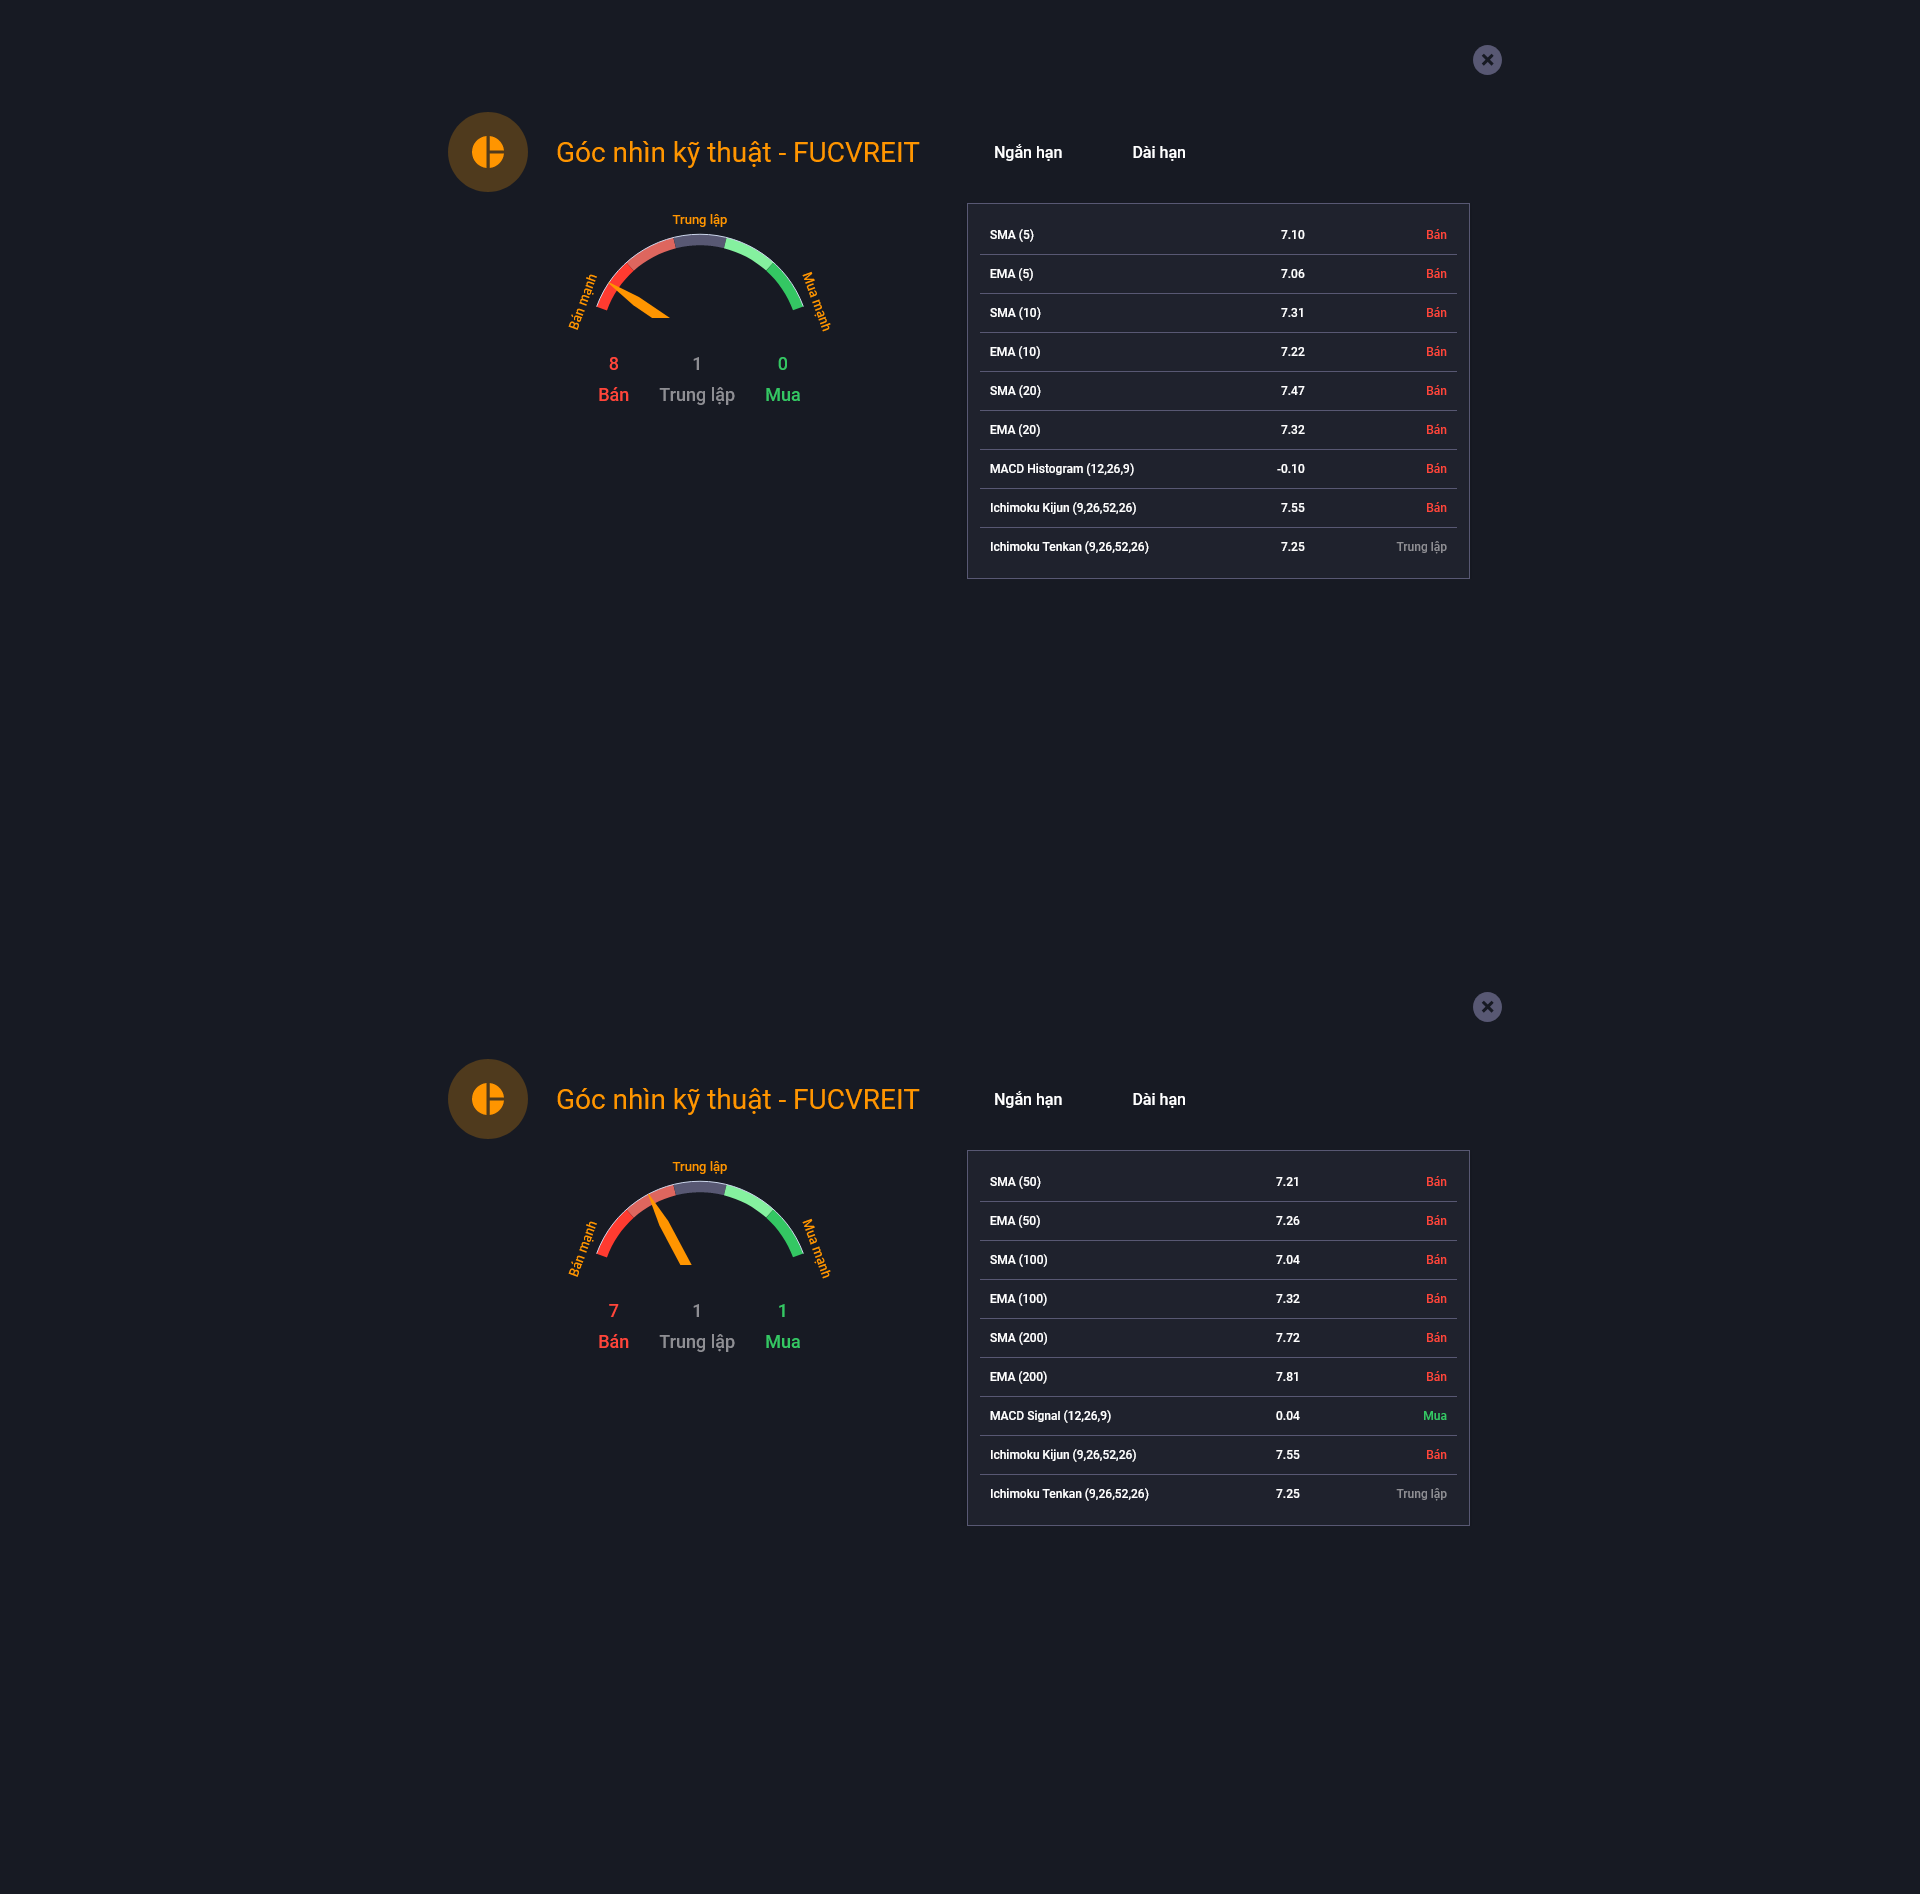 Góc nhìn kỹ thuật - FUCVREIT
Ngắn hạn Dài hạn
Trung lập
Bán mạnh
Mua mạnh
8 1 0
Bán Trung lập Mua
SMA (5) 7.10 Bán
EMA (5) 7.06 Bán
SMA (10) 7.31 Bán
EMA (10) 7.22 Bán
SMA (20) 7.47 Bán
EMA (20) 7.32 Bán
MACD Histogram (12,26,9) -0.10 Bán
Ichimoku Kijun (9,26,52,26) 7.55 Bán
Ichimoku Tenkan (9,26,52,26) 7.25 Trung lập
Góc nhìn kỹ thuật - FUCVREIT
Ngắn hạn Dài hạn
Trung lập
Bán mạnh
Mua mạnh
7 1 1
Bán Trung lập Mua
SMA (50) 7.21 Bán
EMA (50) 7.26 Bán
SMA (100) 7.04 Bán
EMA (100) 7.32 Bán
SMA (200) 7.72 Bán
EMA (200) 7.81 Bán
MACD Signal (12,26,9) 0.04 Mua
Ichimoku Kijun (9,26,52,26) 7.55 Bán
Ichimoku Tenkan (9,26,52,26) 7.25 Trung lập